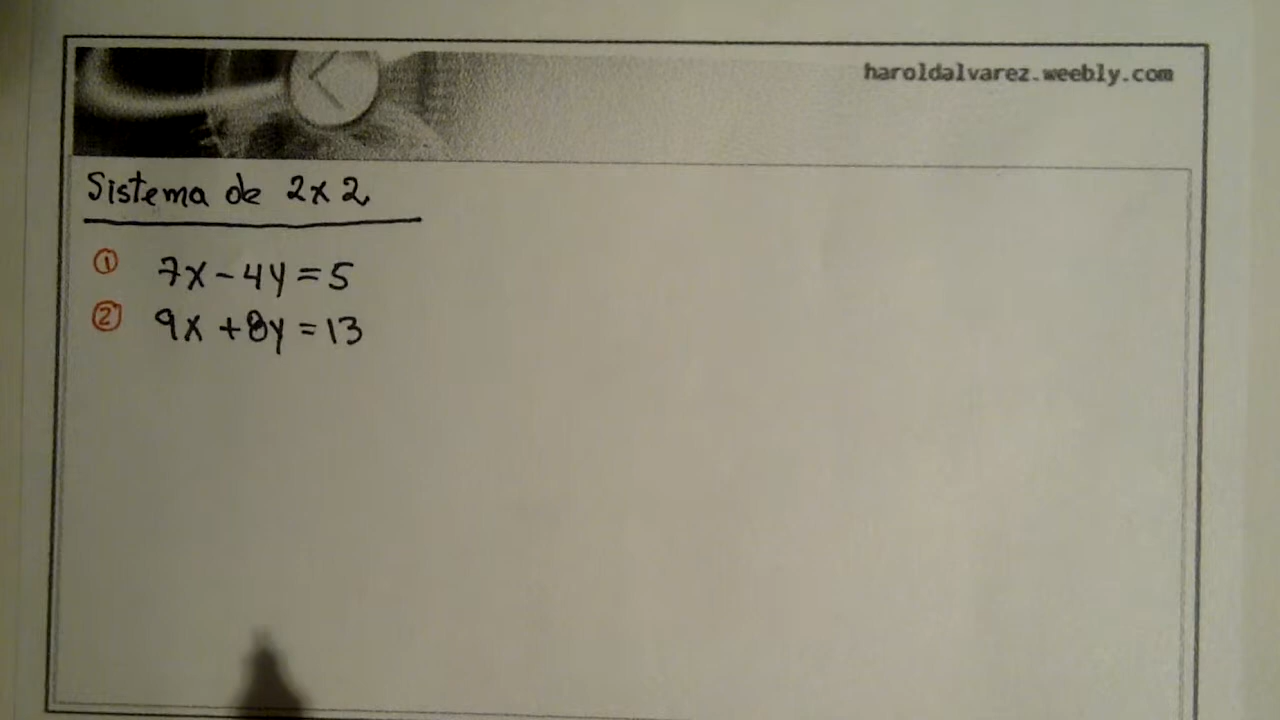 haroldalvarez.weebly.com
Sistema de 2x2
① 7x-4y=5
② 9x+8y=13